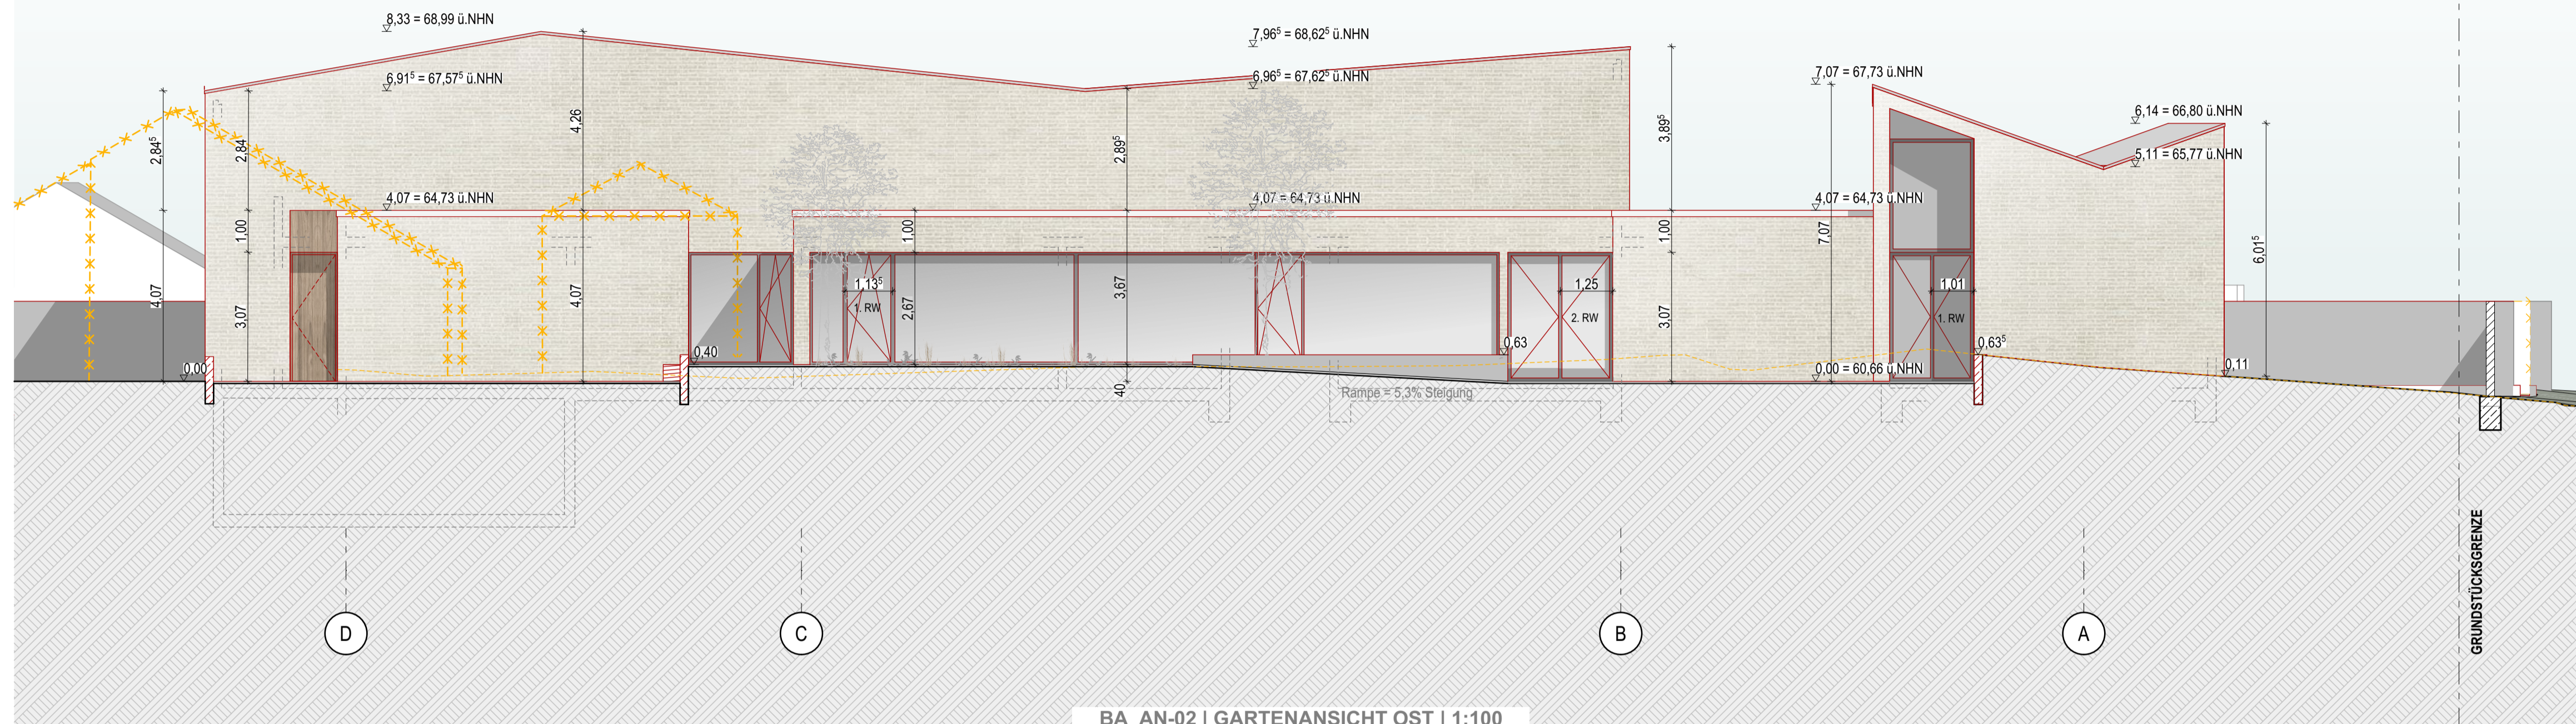 8,33 = 68,99 ü.NHN
7,96⁵ = 68,62⁵ ü.NHN
6,91⁵ = 67,57⁵ ü.NHN
6,96⁵ = 67,62⁵ ü.NHN
7,07 = 67,73 ü.NHN
6,14 = 66,80 ü.NHN
5,11 = 65,77 ü.NHN
4,07 = 64,73 ü.NHN
4,07 = 64,73 ü.NHN
4,07 = 64,73 ü.NHN
2,84⁵
2,84
4,26
2,89⁵
3,89⁵
1,00
1,00
1,00
7,07
6,01⁵
4,07
3,07
4,07
1,13⁵
1. RW
2,67
3,67
1,25
2. RW
3,07
1,01
1. RW
0,00
0,40
0,63
0,63⁵
0,11
0,00 = 60,66 ü.NHN
40
Rampe = 5,3% Steigung
D
C
B
A
GRUNDSTÜCKSGRENZE
BA_AN-02 | GARTENANSICHT OST | 1:100